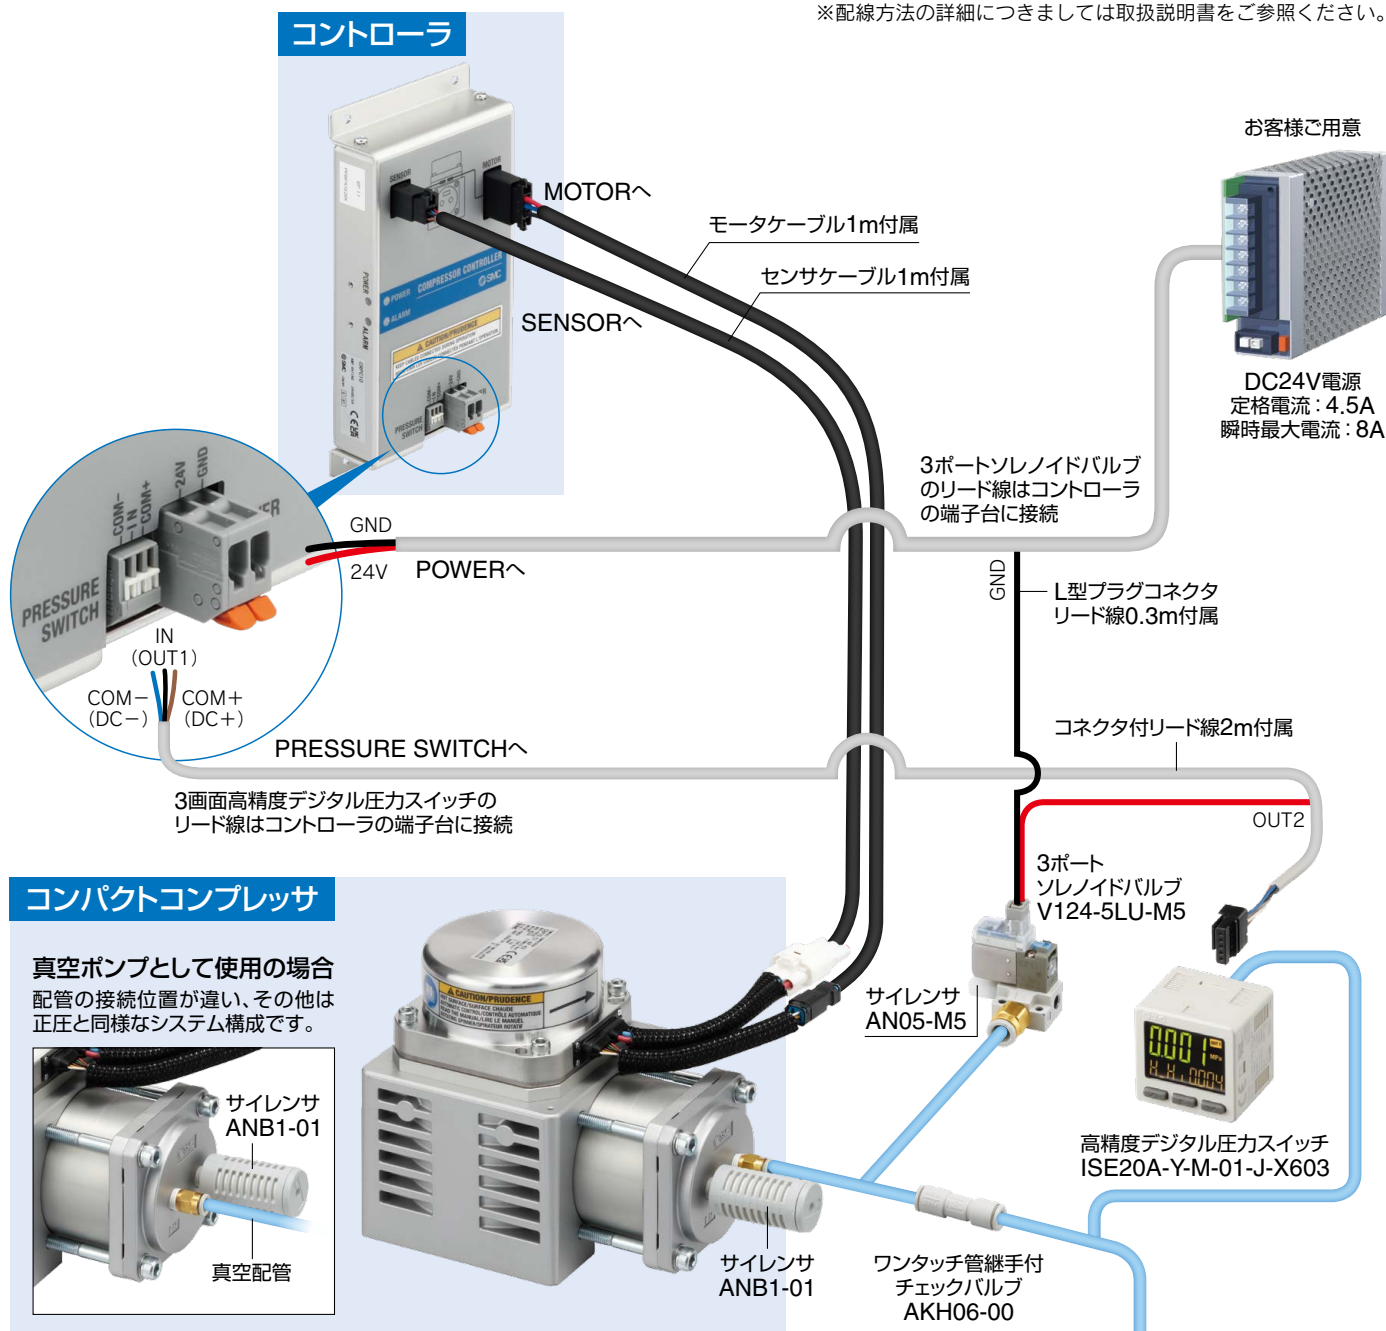 ※配線方法の詳細につきましては取扱説明書をご参照ください。
コントローラ
お客様ご用意
SENSOR
MOTOR
MOTORへ
モータケーブル1m付属
センサケーブル1m付属
SENSORへ
POWER
ALARM
COMPRESSOR CONTROLLER
SMC
POWER
ALARM
CAUTION/PRUDENCE
PRESSURE
SWITCH
DC24V電源
定格電流：4.5A
瞬時最大電流：8A
3ポートソレノイドバルブ
のリード線はコントローラ
の端子台に接続
COM-
IN
COM+
24V
GND
PRESSURE
SWITCH
GND
24V
POWERへ
GND
L型プラグコネクタ
リード線0.3m付属
IN
(OUT1)
COM－
(DC－)
COM＋
(DC＋)
PRESSURE SWITCHへ
コネクタ付リード線2m付属
3画面高精度デジタル圧力スイッチの
リード線はコントローラの端子台に接続
OUT2
3ポート
ソレノイドバルブ
V124-5LU-M5
コンパクトコンプレッサ
真空ポンプとして使用の場合
配管の接続位置が違い、その他は
正圧と同様なシステム構成です。
CAUTION/PRUDENCE
サイレンサ
AN05-M5
0.001
MPa
サイレンサ
ANB1-01
真空配管
高精度デジタル圧力スイッチ
ISE20A-Y-M-01-J-X603
サイレンサ
ANB1-01
ワンタッチ管継手付
チェックバルブ
AKH06-00